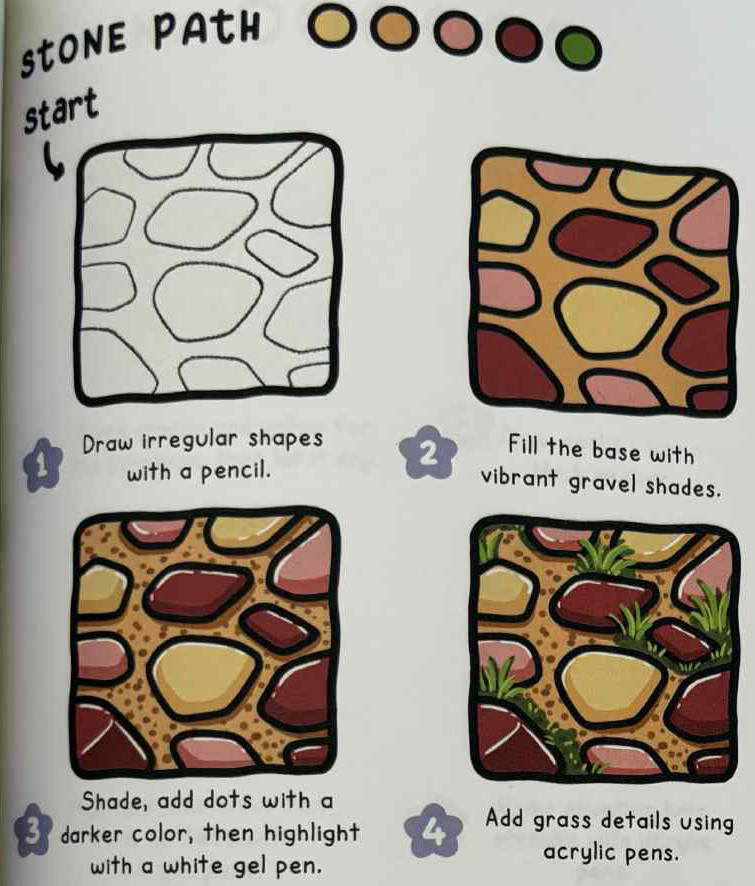 STONE PATH
start
1
Draw irregular shapes
with a pencil.
2
Fill the base with
vibrant gravel shades.
3
Shade, add dots with a
darker color, then highlight
with a white gel pen.
4
Add grass details using
acrylic pens.